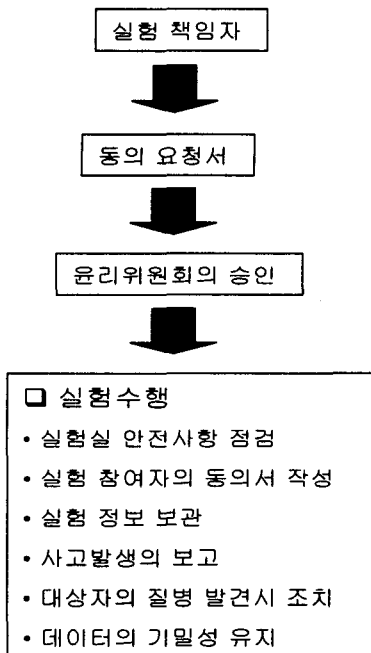 실험 책임자
동의 요청서
윤리위원회의 승인
❑ 실험수행
• 실험실 안전사항 점검
• 실험 참여자의 동의서 작성
• 실험 정보 보관
• 사고발생의 보고
• 대상자의 질병 발견시 조치
• 데이터의 기밀성 유지